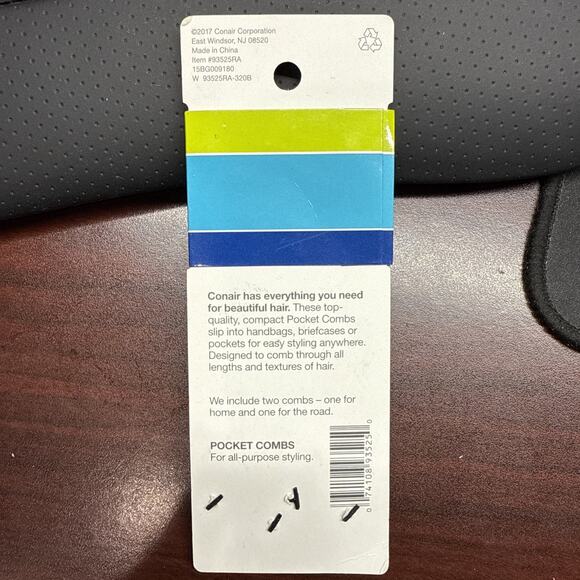 ©2017 Conair Corporation
East Windsor, NJ 08520
Made in China
Item #93525RA
15BG009180
W 93525RA-320B
Conair has everything you need
for beautiful hair. These top-
quality, compact Pocket Combs
slip into handbags, briefcases or
pockets for easy styling anywhere.
Designed to comb through all
lengths and textures of hair.
We include two combs – one for
home and one for the road.
POCKET COMBS
For all-purpose styling.
0 74108 93525 0